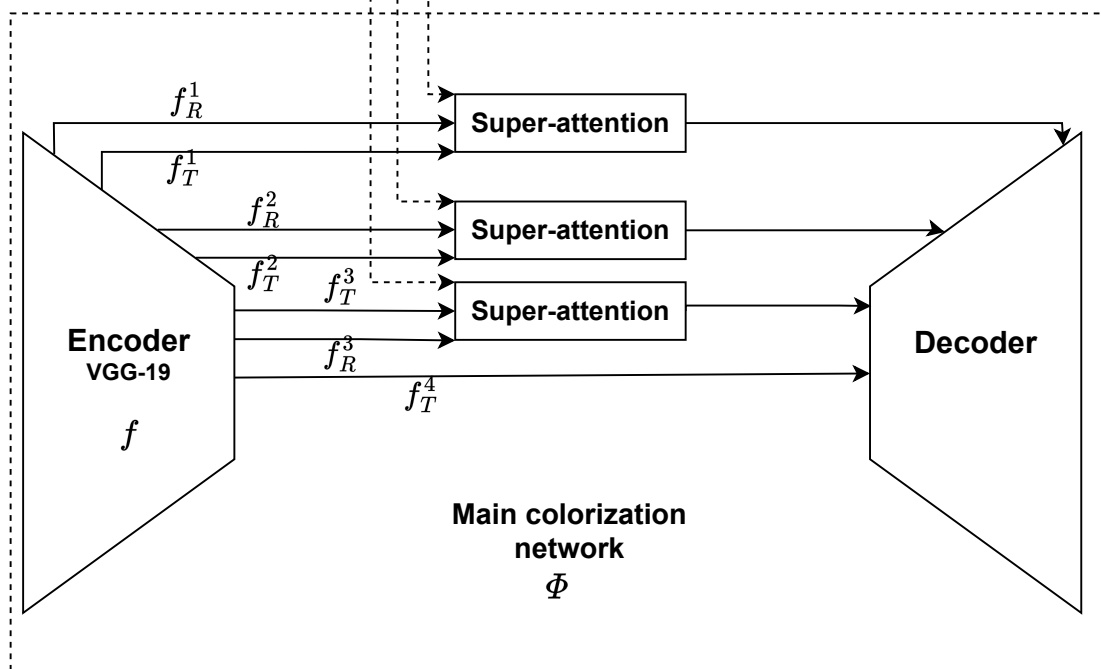 f_R^1
Super-attention
f_T^1
f_R^2
Super-attention
f_T^2
f_T^3
Super-attention
Encoder
VGG-19
f_R^3
Decoder
f_T^4
f
Main colorization
network
Φ